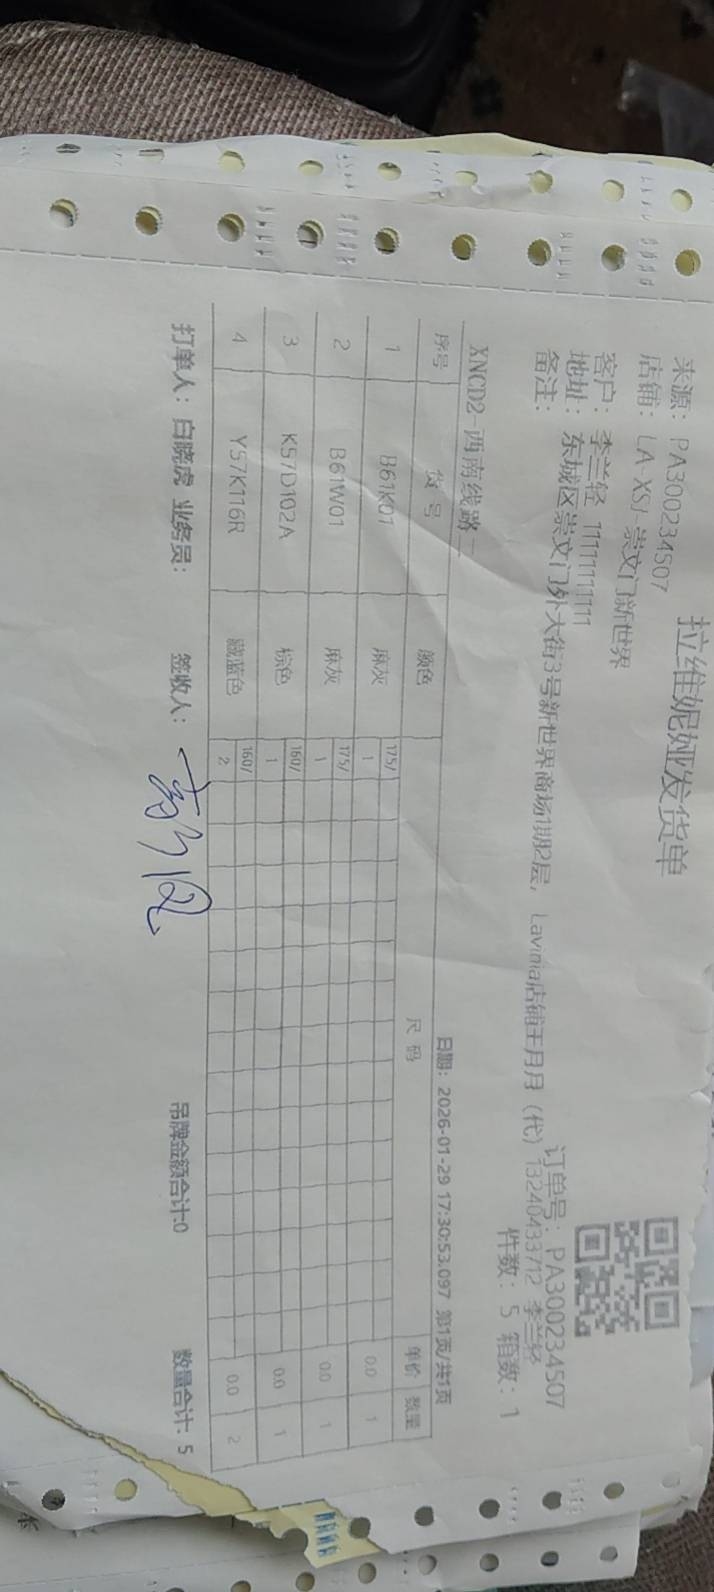 拉维妮娅发货单
来源：PA300234507
订单号：PA300234507
店铺：LA-XSJ-崇文门新世界
件数：5 箱数：1
客户：李兰轻 11111111111
地址：东城区崇文门外大街3号新世界商场1期2层，Lavinia店铺王月月（代）13240433712 李兰轻
备注：
XNCD2-西南线路二
日期：2026-01-29 17:30:53.097 第1页/共1页
序号 货号 颜色 尺码 单价 数量
1 B61K01 麻灰 175/ 1 0.0 1
2 B61W01 麻灰 175/ 1 0.0 1
3 K57D102A 棕色 160/ 1 0.0 1
4 Y57K116R 藏蓝色 160/ 2 0.0 2
打单人：白晓虎 业务员： 签收人： 吊牌金额合计:0 数量合计: 5